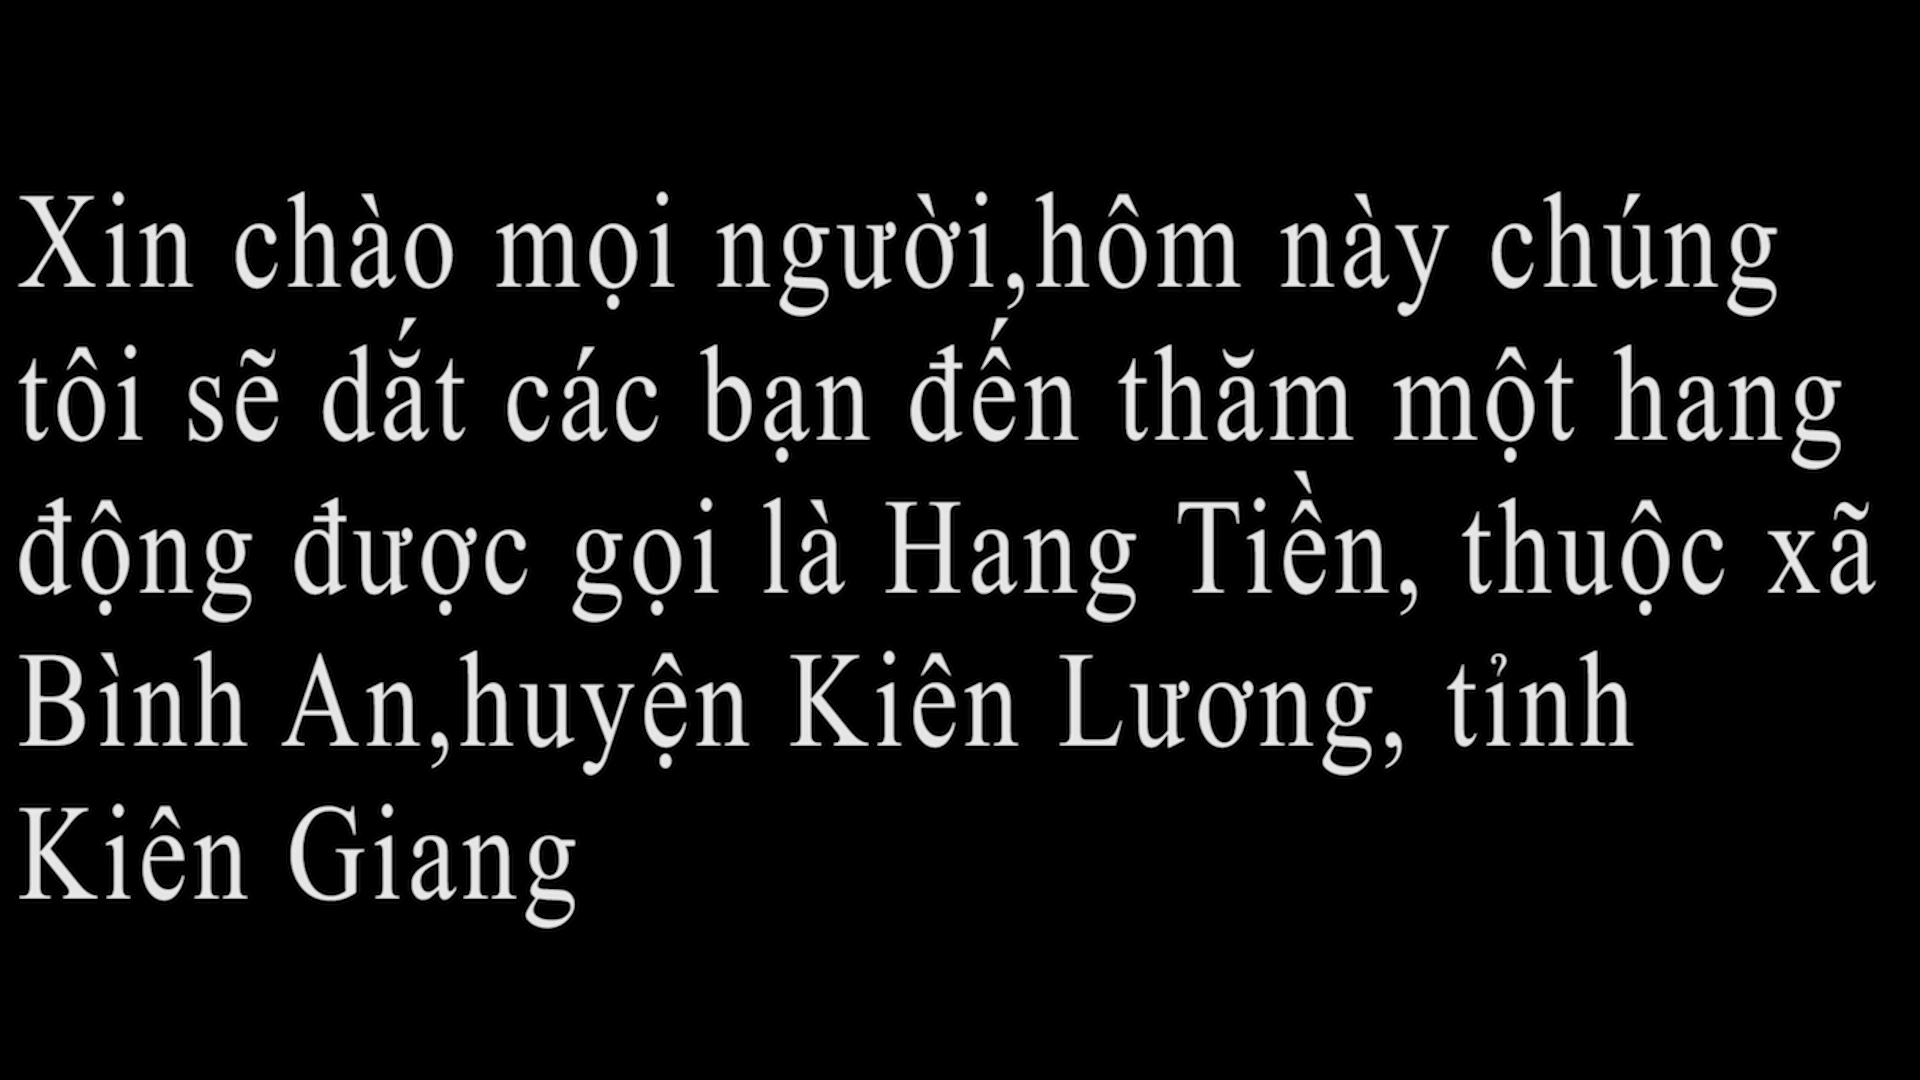 Xin chào mọi người,hôm này chúng
tôi sẽ dắt các bạn đến thăm một hang
động được gọi là Hang Tiền, thuộc xã
Bình An,huyện Kiên Lương, tỉnh
Kiên Giang